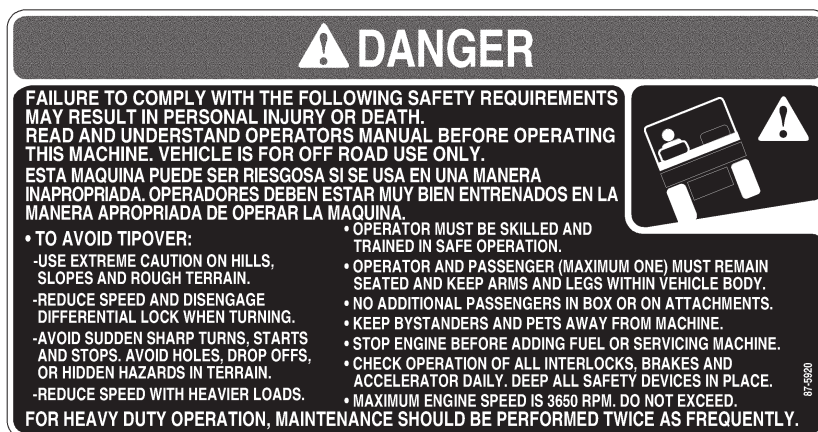 DANGER
FAILURE TO COMPLY WITH THE FOLLOWING SAFETY REQUIREMENTS
MAY RESULT IN PERSONAL INJURY OR DEATH.
READ AND UNDERSTAND OPERATORS MANUAL BEFORE OPERATING
THIS MACHINE. VEHICLE IS FOR OFF ROAD USE ONLY.
ESTA MAQUINA PUEDE SER RIESGOSA SI SE USA EN UNA MANERA
INAPROPRIADA. OPERADORES DEBEN ESTAR MUY BIEN ENTRENADOS EN LA
MANERA APROPRIADA DE OPERAR LA MAQUINA.
• TO AVOID TIPOVER:
-USE EXTREME CAUTION ON HILLS,
SLOPES AND ROUGH TERRAIN.
-REDUCE SPEED AND DISENGAGE
DIFFERENTIAL LOCK WHEN TURNING.
-AVOID SUDDEN SHARP TURNS, STARTS
AND STOPS. AVOID HOLES, DROP OFFS,
OR HIDDEN HAZARDS IN TERRAIN.
-REDUCE SPEED WITH HEAVIER LOADS.
• OPERATOR MUST BE SKILLED AND
TRAINED IN SAFE OPERATION.
• OPERATOR AND PASSENGER (MAXIMUM ONE) MUST REMAIN
SEATED AND KEEP ARMS AND LEGS WITHIN VEHICLE BODY.
• NO ADDITIONAL PASSENGERS IN BOX OR ON ATTACHMENTS.
• KEEP BYSTANDERS AND PETS AWAY FROM MACHINE.
• STOP ENGINE BEFORE ADDING FUEL OR SERVICING MACHINE.
• CHECK OPERATION OF ALL INTERLOCKS, BRAKES AND
ACCELERATOR DAILY. DEEP ALL SAFETY DEVICES IN PLACE.
• MAXIMUM ENGINE SPEED IS 3650 RPM. DO NOT EXCEED.
FOR HEAVY DUTY OPERATION, MAINTENANCE SHOULD BE PERFORMED TWICE AS FREQUENTLY.
87-5920